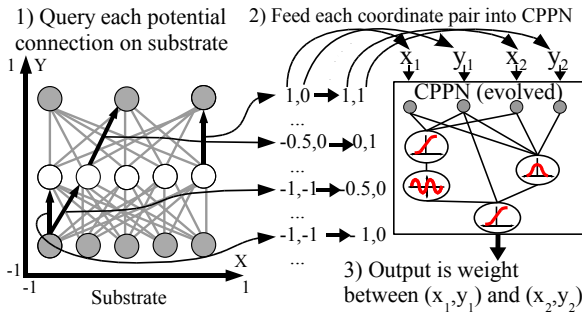 1) Query each potential
connection on substrate
2) Feed each coordinate pair into CPPN
1 Y
X
-1
-1
1
Substrate
1,0 1,1
...
-0.5,0 0,1
...
-1,-1 -0.5,0
...
-1,-1 - 1,0
...
x1 y1 x2 y2
CPPN (evolved)
3) Output is weight
between (x1,y1) and (x2,y2)